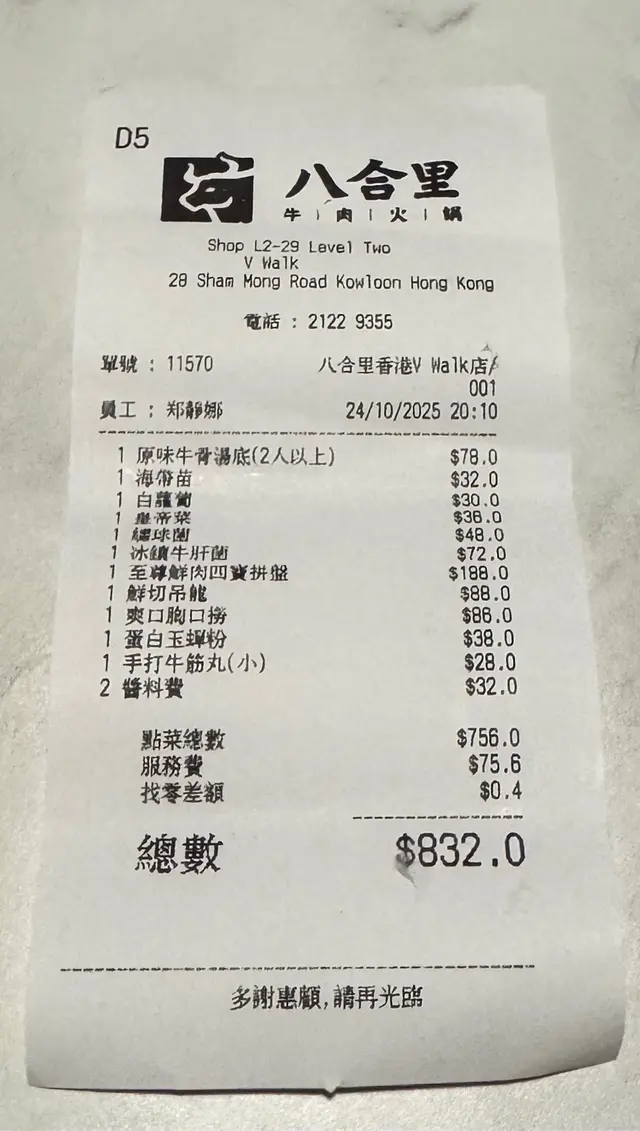 D5
八合里
牛 | 肉 | 火 | 鍋
Shop L2-29 Level Two
V Walk
28 Sham Mong Road Kowloon Hong Kong
電話 : 2122 9355
單號 : 11570 八合里香港V Walk店/
001
員工 : 郑靜娜 24/10/2025 20:10
1 原味牛骨湯底(2人以上) $78.0
1 海帶苗 $32.0
1 白蘿蔔 $30.0
1 皇帝菜 $36.0
1 繡球菌 $48.0
1 冰鎮牛肝菌 $72.0
1 至尊鮮肉四寶拼盤 $188.0
1 鮮切吊龍 $88.0
1 爽口胸口撈 $86.0
1 蛋白玉蟬粉 $38.0
1 手打牛筋丸(小) $28.0
2 醬料費 $32.0
點菜總數 $756.0
服務費 $75.6
找零差額 $0.4
總數 $832.0
多謝惠顧,請再光臨